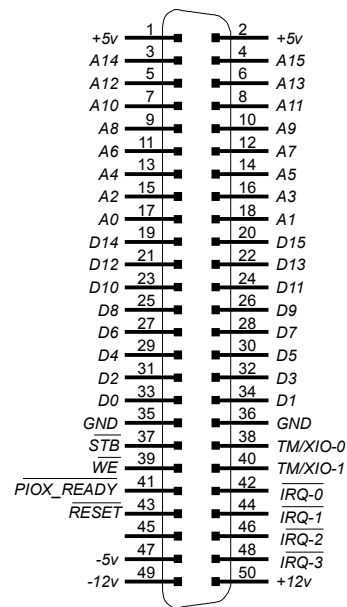 +5v 1 2 +5v
A14 3 4 A15
A12 5 6 A13
A10 7 8 A11
A8 9 10 A9
A6 11 12 A7
A4 13 14 A5
A2 15 16 A3
A0 17 18 A1
D14 19 20 D15
D12 21 22 D13
D10 23 24 D11
D8 25 26 D9
D6 27 28 D7
D4 29 30 D5
D2 31 32 D3
D0 33 34 D1
GND 35 36 GND
STB 37 38 TM/XIO-0
WE 39 40 TM/XIO-1
PIOX_READY 41 42 IRQ-0
RESET 43 44 IRQ-1
45 46 IRQ-2
-5v 47 48 IRQ-3
-12v 49 50 +12v